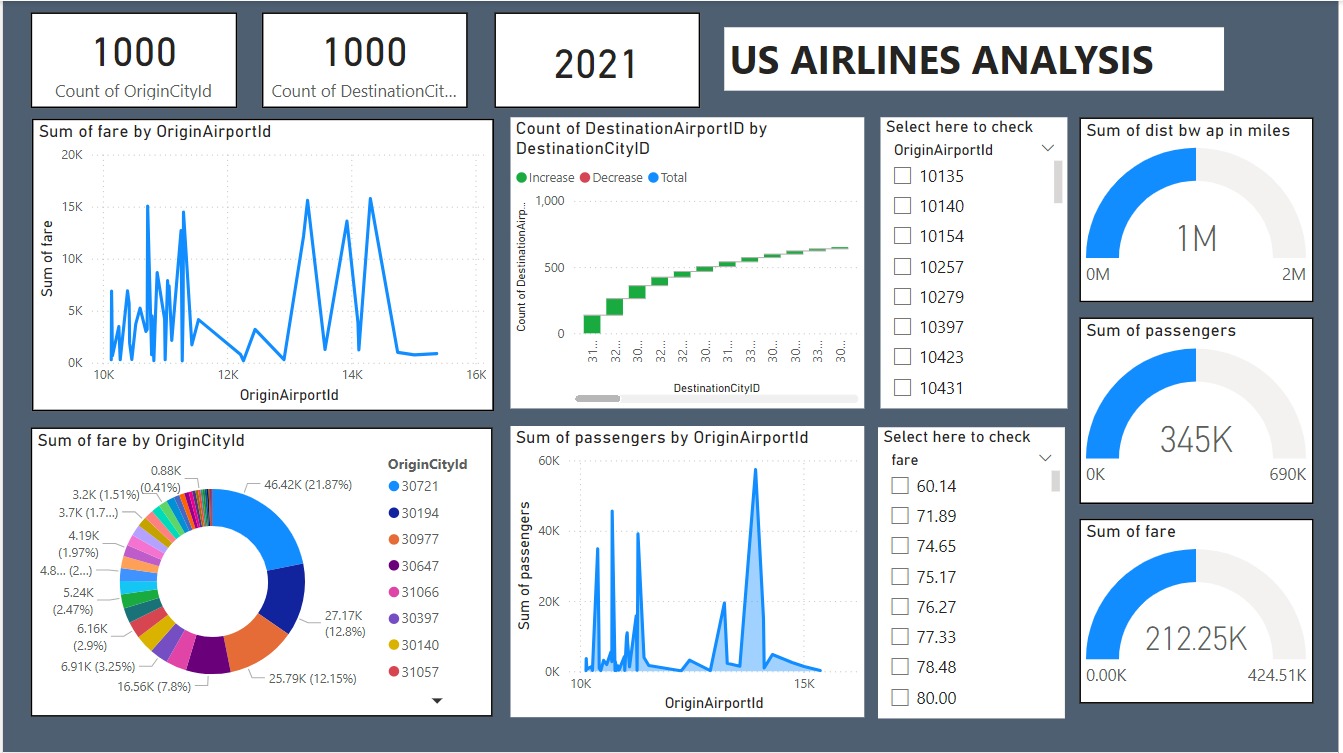 1000
Count of OriginCityId
1000
Count of DestinationCit...
2021
US AIRLINES ANALYSIS
Sum of fare by OriginAirportId
20K
15K
10K
5K
0K
Sum of fare
10K
12K
14K
16K
OriginAirportId
Count of DestinationAirportID by
DestinationCityID
Increase
Decrease
Total
Count of DestinationAirp...
1,000
500
0
31...
32...
30...
32...
32...
30...
31...
33...
30...
30...
33...
30...
DestinationCityID
Select here to check
OriginAirportId
10135
10140
10154
10257
10279
10397
10423
10431
Sum of dist bw ap in miles
1M
0M
2M
Sum of passengers
345K
0K
690K
Sum of fare
212.25K
0.00K
424.51K
Sum of fare by OriginCityId
0.88K
(0.41%)
3.2K (1.51%)
3.7K (1.7...)
4.19K
(1.97%)
4.8... (2...)
5.24K
(2.47%)
6.16K
(2.9%)
6.91K (3.25%)
16.56K (7.8%)
25.79K (12.15%)
27.17K
(12.8%)
46.42K (21.87%)
OriginCityId
30721
30194
30977
30647
31066
30397
30140
31057
Sum of passengers by OriginAirportId
60K
40K
20K
0K
Sum of passengers
10K
15K
OriginAirportId
Select here to check
fare
60.14
71.89
74.65
75.17
76.27
77.33
78.48
80.00